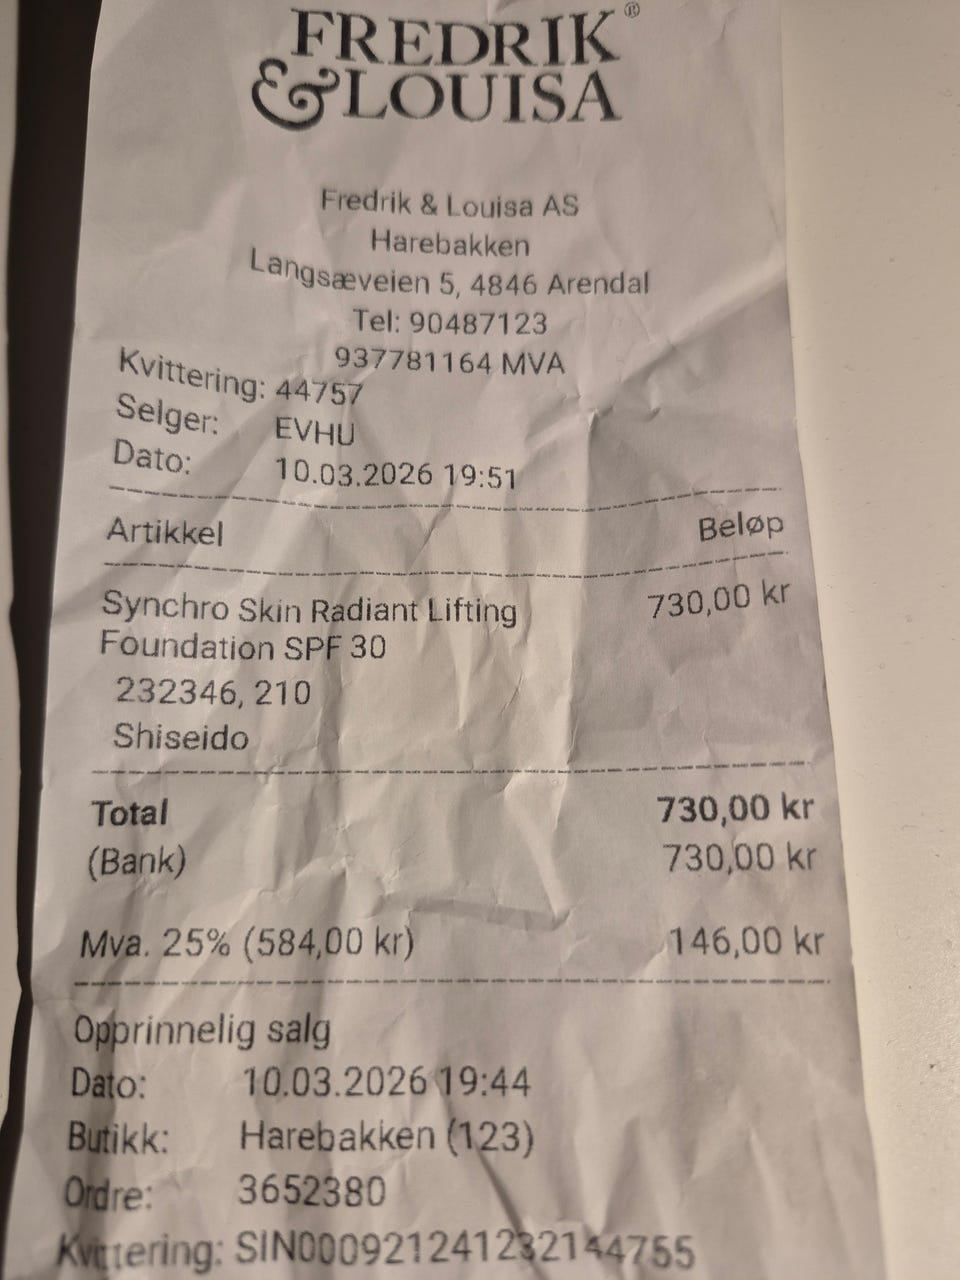 FREDRIK®
&LOUISA
Fredrik & Louisa AS
Harebakken
Langsæveien 5, 4846 Arendal
Tel: 90487123
937781164 MVA
Kvittering: 44757
Selger: EVHU
Dato: 10.03.2026 19:51
Artikkel Beløp
Synchro Skin Radiant Lifting 730,00 kr
Foundation SPF 30
232346, 210
Shiseido
Total 730,00 kr
(Bank) 730,00 kr
Mva. 25% (584,00 kr) 146,00 kr
Opprinnelig salg
Dato: 10.03.2026 19:44
Butikk: Harebakken (123)
Ordre: 3652380
Kvittering: SIN000921241232144755